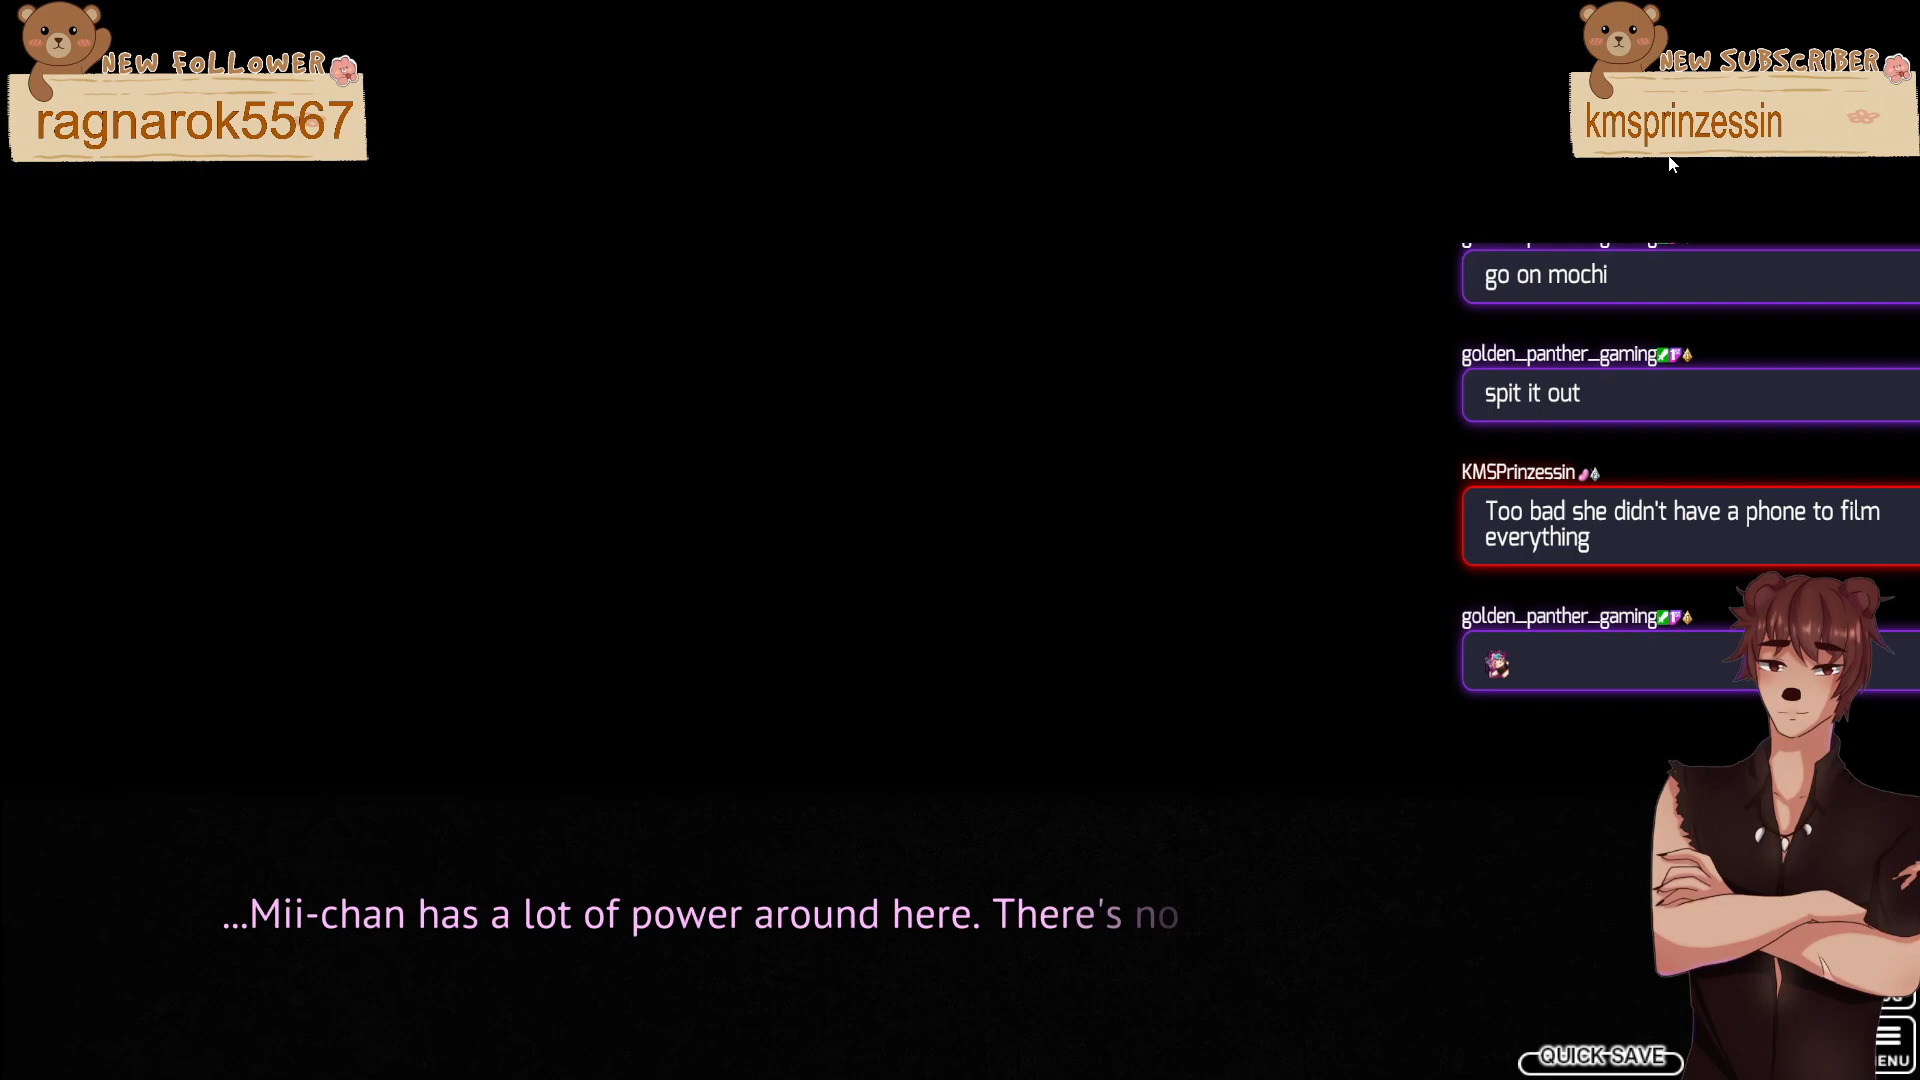 NEW FOLLOWER
ragnarok5567
NEW SUBSCRIBER
kmsprinzessin
go on mochi
golden_panther_gaming
spit it out
KMSPrinzessin
Too bad she didn't have a phone to film
everything
golden_panther_gaming
...Mii-chan has a lot of power around here. There's no
QUICK SAVE
ENU